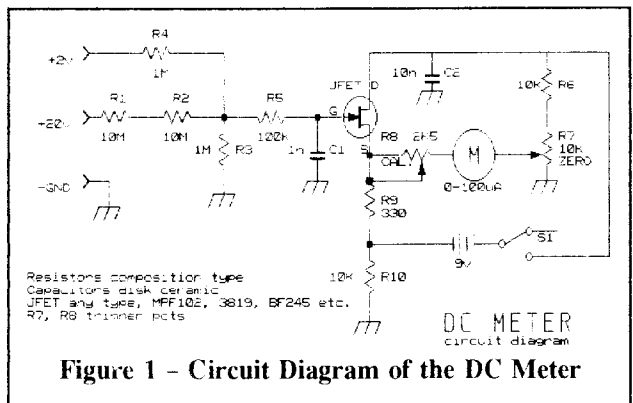 R4
+2v
1M
R1
R2
R5
+20v
10M
10M
100K
1M
R3
1n
C1
-GND
JFET
D
G
S
10n
C2
10K
R6
R8
2K5
CAL
M
0-100uA
R7
10K
ZERO
R9
330
9v
S1
10K
R10
Resistors composition type
Capacitors disk ceramic
JFET any type, MPF102, 3819, BF245 etc.
R7, R8 trimmer pots
DC METER
circuit diagram
Figure 1 – Circuit Diagram of the DC Meter